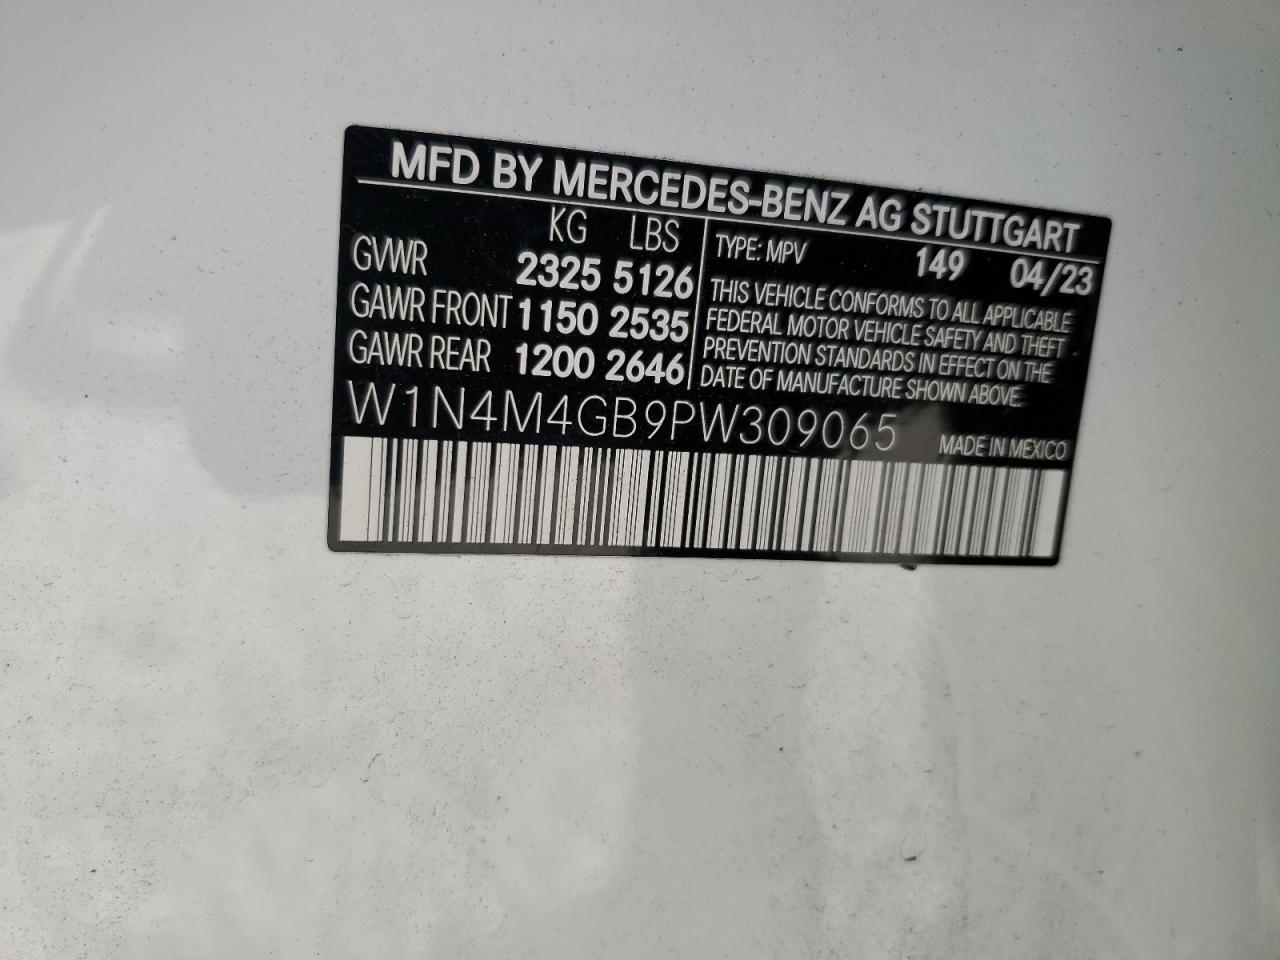 MFD BY MERCEDES-BENZ AG STUTTGART
KG LBS
GVWR 2325 5126
GAWR FRONT 1150 2535
GAWR REAR 1200 2646
TYPE: MPV 149 04/23
THIS VEHICLE CONFORMS TO ALL APPLICABLE
FEDERAL MOTOR VEHICLE SAFETY AND THEFT
PREVENTION STANDARDS IN EFFECT ON THE
DATE OF MANUFACTURE SHOWN ABOVE.
W1N4M4GB9PW309065 MADE IN MEXICO